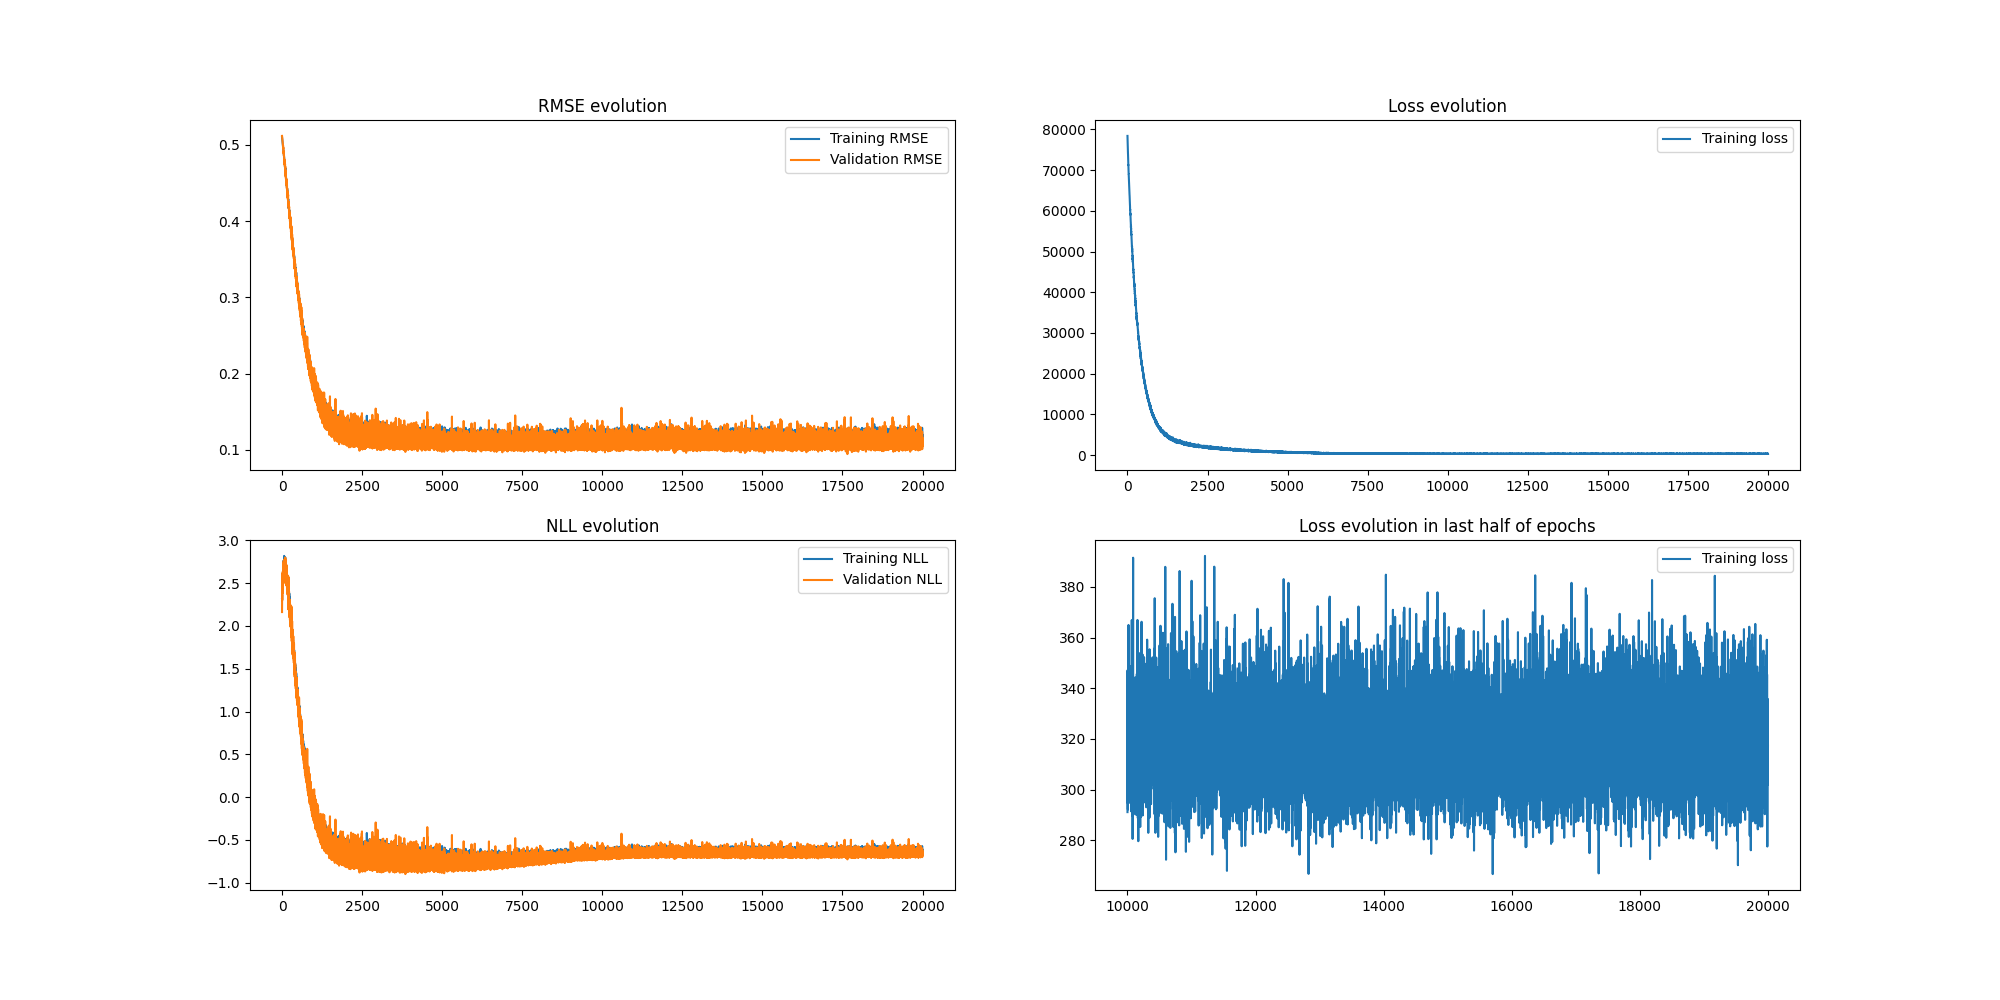 RMSE evolution
Training RMSE
Validation RMSE
0.5
0.4
0.3
0.2
0.1
0 2500 5000 7500 10000 12500 15000 17500 20000
Loss evolution
Training loss
80000
70000
60000
50000
40000
30000
20000
10000
0
0 2500 5000 7500 10000 12500 15000 17500 20000
NLL evolution
Training NLL
Validation NLL
3.0
2.5
2.0
1.5
1.0
0.5
0.0
−0.5
−1.0
0 2500 5000 7500 10000 12500 15000 17500 20000
Loss evolution in last half of epochs
Training loss
380
360
340
320
300
280
10000 12000 14000 16000 18000 20000